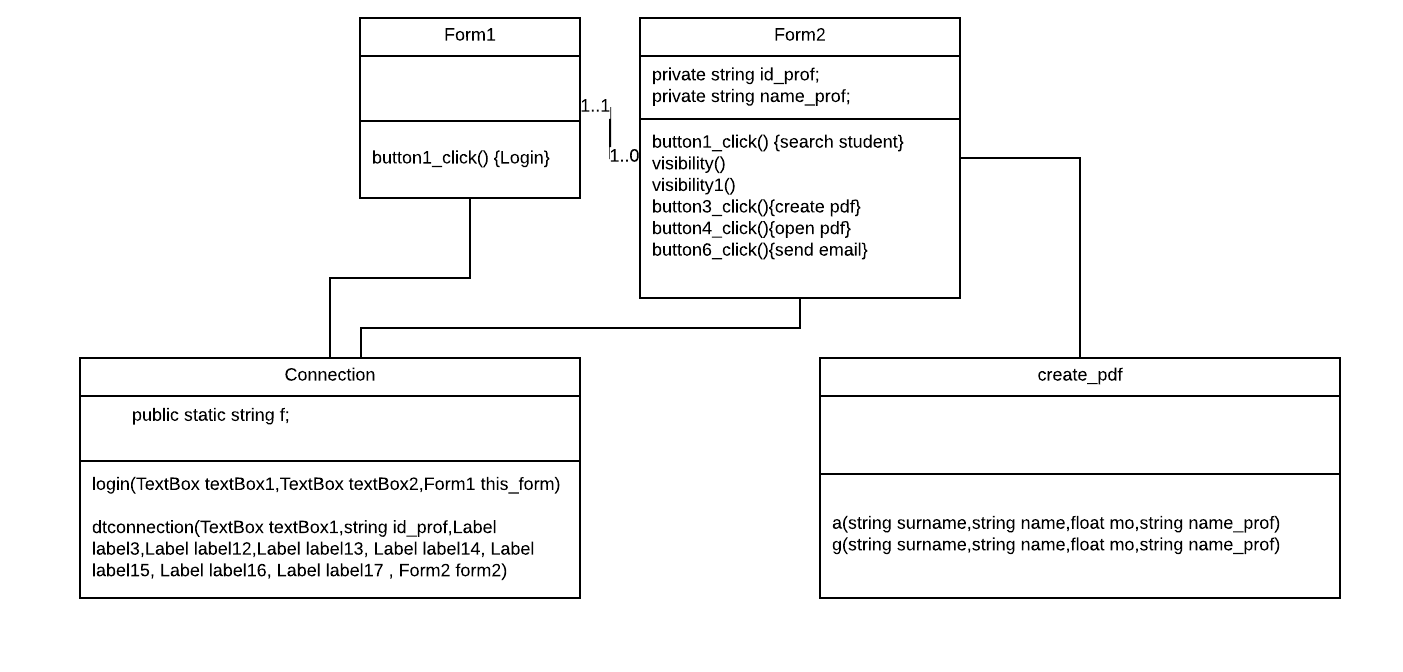 Form1
button1_click() {Login}
1..1
1..0
Form2
private string id_prof;
private string name_prof;
button1_click() {search student}
visibility()
visibility1()
button3_click(){create pdf}
button4_click(){open pdf}
button6_click(){send email}
Connection
public static string f;
login(TextBox textBox1,TextBox textBox2,Form1 this_form)
dtconnection(TextBox textBox1,string id_prof,Label
label3,Label label12,Label label13, Label label14, Label
label15, Label label16, Label label17 , Form2 form2)
create_pdf
a(string surname,string name,float mo,string name_prof)
g(string surname,string name,float mo,string name_prof)